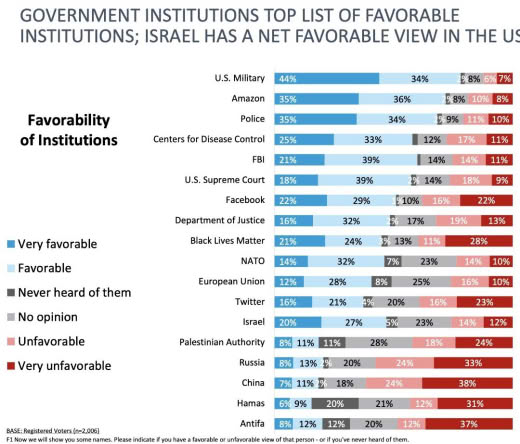 GOVERNMENT INSTITUTIONS TOP LIST OF FAVORABLE
INSTITUTIONS; ISRAEL HAS A NET FAVORABLE VIEW IN THE US
Favorability
of Institutions
Very favorable
Favorable
Never heard of them
No opinion
Unfavorable
Very unfavorable
U.S. Military 44% 34% 8% 6% 7%
Amazon 35% 36% 8% 10% 8%
Police 35% 34% 9% 11% 10%
Centers for Disease Control 25% 33% 12% 17% 11%
FBI 21% 39% 14% 14% 11%
U.S. Supreme Court 18% 39% 14% 18% 9%
Facebook 22% 29% 10% 16% 22%
Department of Justice 16% 32% 17% 19% 13%
Black Lives Matter 21% 24% 13% 11% 28%
NATO 14% 32% 7% 23% 14% 10%
European Union 12% 28% 8% 25% 16% 10%
Twitter 16% 21% 4% 20% 16% 23%
Israel 20% 27% 5% 23% 14% 12%
Palestinian Authority 8% 11% 11% 28% 18% 24%
Russia 8% 13% 20% 24% 33%
China 7% 11% 18% 24% 38%
Hamas 6% 9% 20% 21% 12% 31%
Antifa 8% 12% 12% 20% 12% 37%
BASE: Registered Voters (n=2,006)
F1 Now we will show you some names. Please indicate if you have a favorable or unfavorable view of that person - or if you've never heard of them.